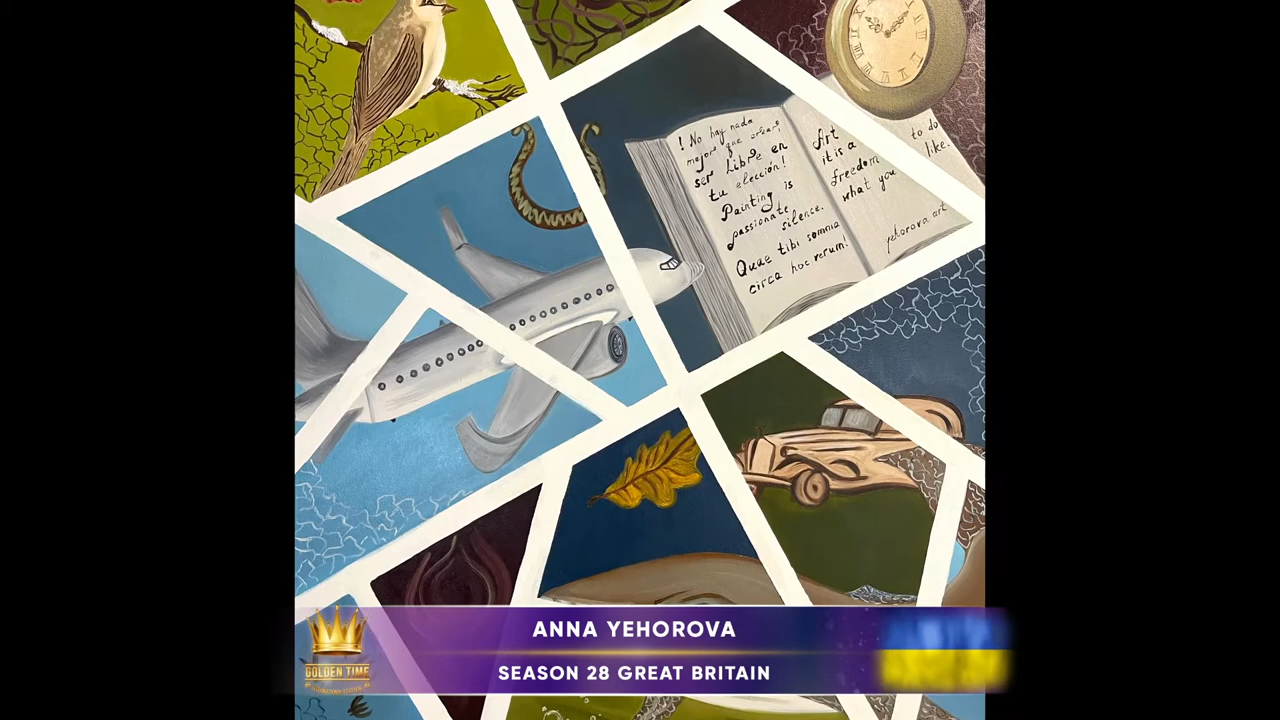 ! No hay nada
mejor que crear,
ser libre en
tu elección!
Painting is
passionate
silence.
Quae tibi somnia
circa hoc rerum!
Art
it is a
freedom to do
what you like.
yehorova art
ANNA YEHOROVA
SEASON 28 GREAT BRITAIN
GOLDEN TIME